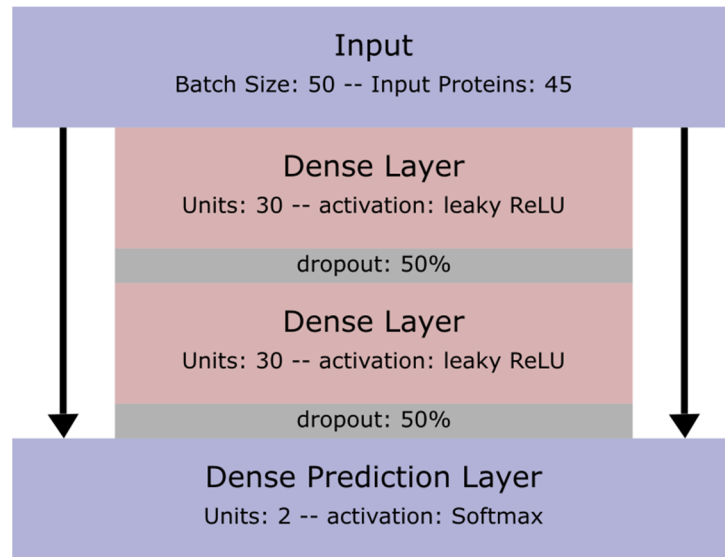 Input
Batch Size: 50 -- Input Proteins: 45
Dense Layer
Units: 30 -- activation: leaky ReLU
dropout: 50%
Dense Layer
Units: 30 -- activation: leaky ReLU
dropout: 50%
Dense Prediction Layer
Units: 2 -- activation: Softmax